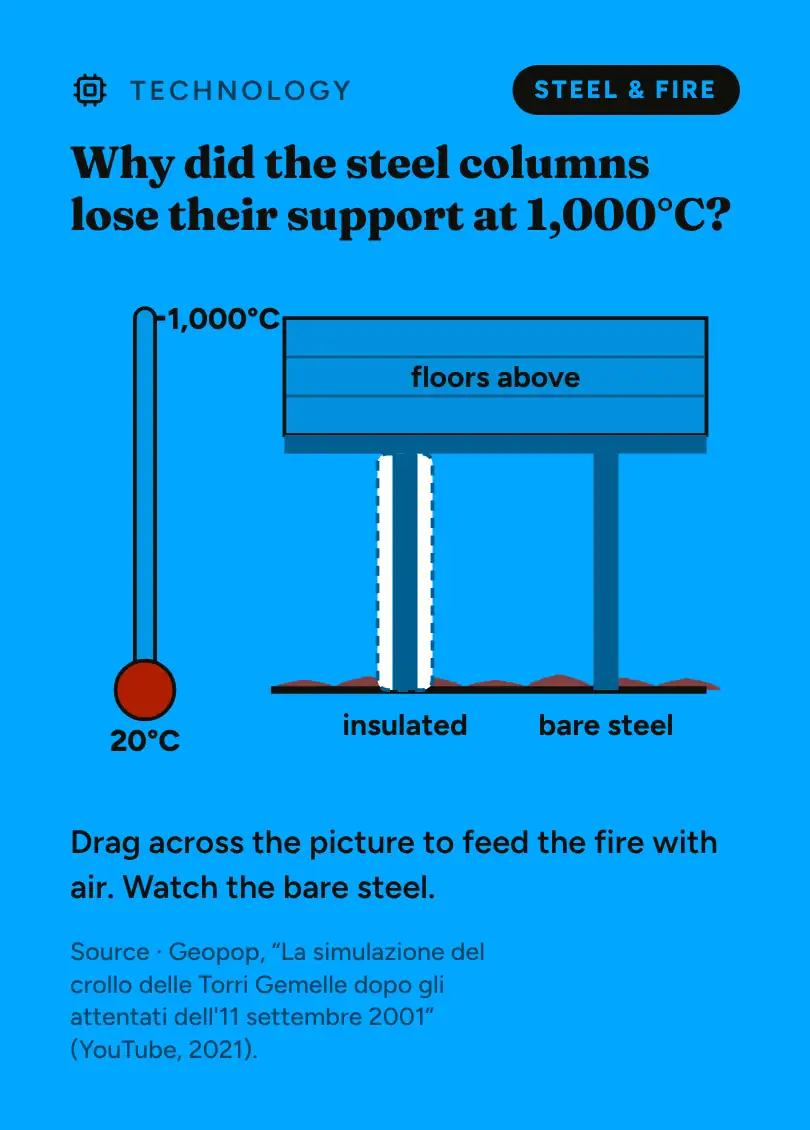 TECHNOLOGY
STEEL & FIRE
Why did the steel columns
lose their support at 1,000°C?
1,000°C
floors above
20°C
insulated
bare steel
Drag across the picture to feed the fire with
air. Watch the bare steel.
Source · Geopop, “La simulazione del
crollo delle Torri Gemelle dopo gli
attentati dell'11 settembre 2001”
(YouTube, 2021).